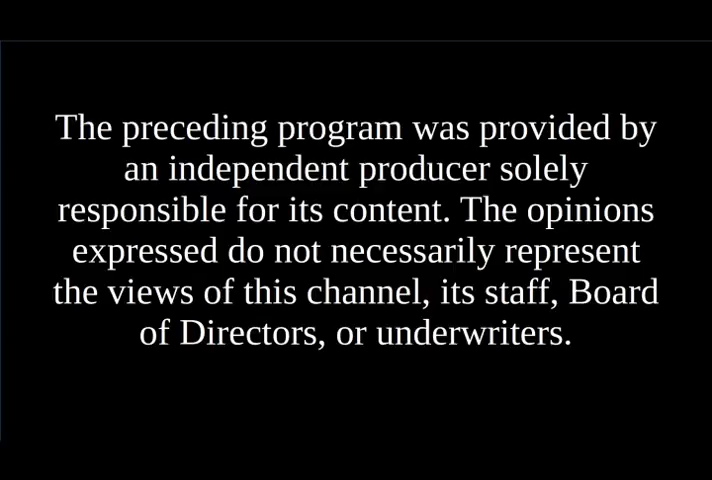 The preceding program was provided by
an independent producer solely
responsible for its content. The opinions
expressed do not necessarily represent
the views of this channel, its staff, Board
of Directors, or underwriters.